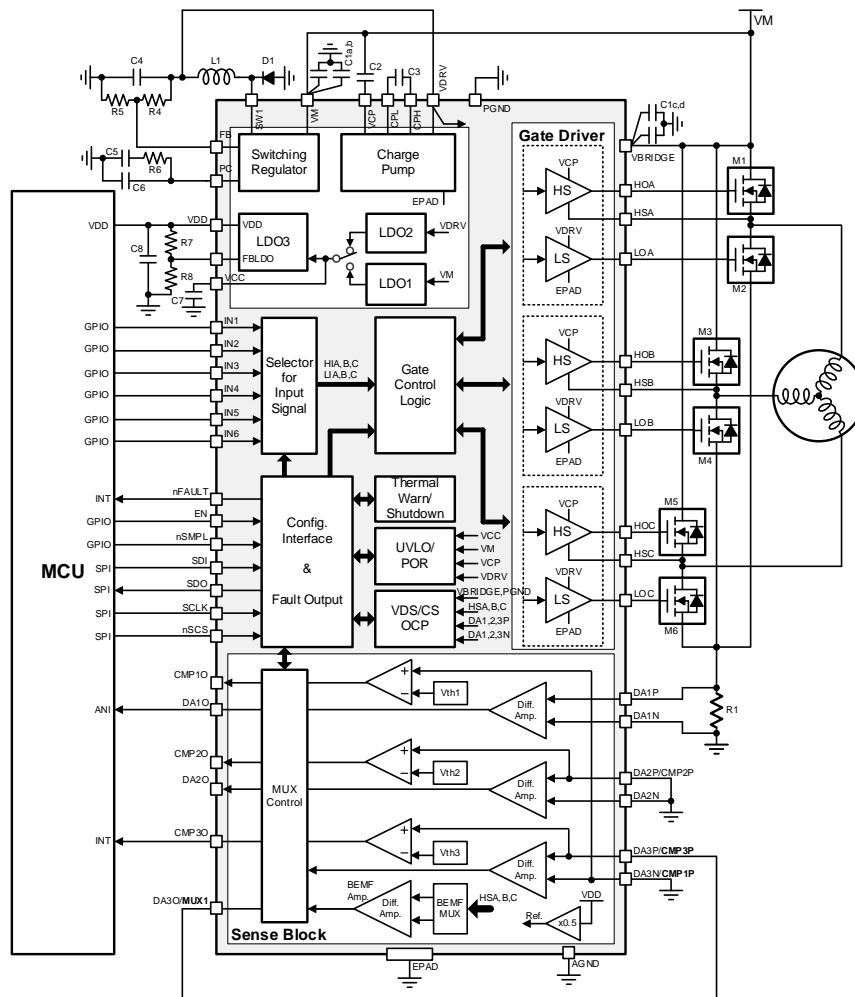 VM
C4
L1
D1
C1a,b
C2
C3
VDRV
R5
R4
SW1
VM
VCP
CPL
CPH
PGND
C1c,d
FB
C5
R6
PC
C6
Switching
Regulator
Charge
Pump
EPAD
Gate Driver
VBRIDGE
M1
VCP
HS
HOA
HSA
VDRV
LS
LOA
EPAD
M2
VDD
VDD
VDD
C8
R7
FBLDO
LDO3
LDO2
VDRV
R8
C7
VCC
LDO1
VM
GPIO
IN1
GPIO
IN2
GPIO
IN3
GPIO
IN4
GPIO
IN5
GPIO
IN6
Selector
for
Input
Signal
HIA,B,C
LIA,B,C
Gate
Control
Logic
VCP
HS
HOB
HSB
M3
VDRV
LS
LOB
EPAD
M4
MCU
INT
nFAULT
GPIO
EN
GPIO
nSMPL
SPI
SDI
SPI
SDO
SPI
SCLK
SPI
nSCS
Config.
Interface
&
Fault Output
Thermal
Warn/
Shutdown
UVLO/
POR
VCC
VM
VCP
VDRV
VDS/CS
OCP
VBRIDGE,PGND
HSA,B,C
DA1,2,3P
DA1,2,3N
VCP
HS
HOC
HSC
M5
VDRV
LS
LOC
EPAD
M6
CMP1O
ANI
DA1O
CMP2O
DA2O
INT
CMP3O
DA3O/MUX1
MUX
Control
+
−
Vth1
Diff.
Amp.
DA1P
DA1N
R1
+
−
Vth2
Diff.
Amp.
DA2P/CMP2P
DA2N
+
−
Vth3
Diff.
Amp.
DA3P/CMP3P
DA3N/CMP1P
BEMF
Amp.
Diff.
Amp.
BEMF
MUX
HSA,B,C
VDD
Ref.
x0.5
Sense Block
EPAD
AGND